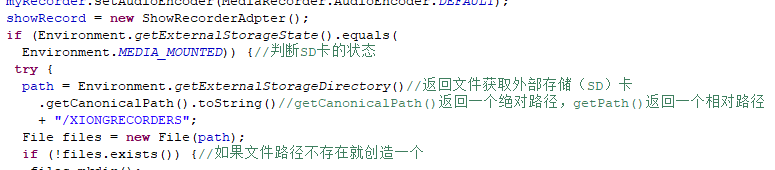 myRecorder.setAudioEncoder(MediaRecorder.AudioEncoder.DEFAULT);
showRecord = new ShowRecorderAdpter();
if (Environment.getExternalStorageState().equals(
Environment.MEDIA_MOUNTED)) {//判断SD卡的状态
try {
path = Environment.getExternalStorageDirectory()//返回文件获取外部存储（SD）卡
.getCanonicalPath().toString()//getCanonicalPath()返回一个绝对路径，getPath()返回一个相对路径
+ "/XIONGRECORDERS";
File files = new File(path);
if (!files.exists()) {//如果文件路径不存在就创造一个
files.mkdir();